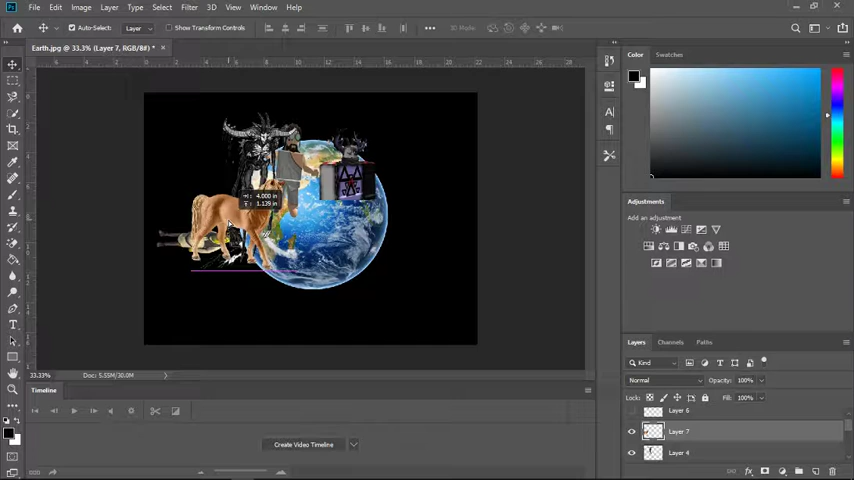 File Edit Image Layer Type Select Filter 3D View Window Help
Auto-Select: Layer Show Transform Controls 3D Mode:
Earth.jpg @ 33.3% (Layer 7, RGB/8#) *
4.000 in
1.139 in
33.33% Doc: 5.55M/30.0M
Timeline
Create Video Timeline
Color Swatches
Adjustments
Add an adjustment
Layers Channels Paths
Kind
Normal Opacity: 100%
Lock: Fill: 100%
Layer 6
Layer 7
Layer 4